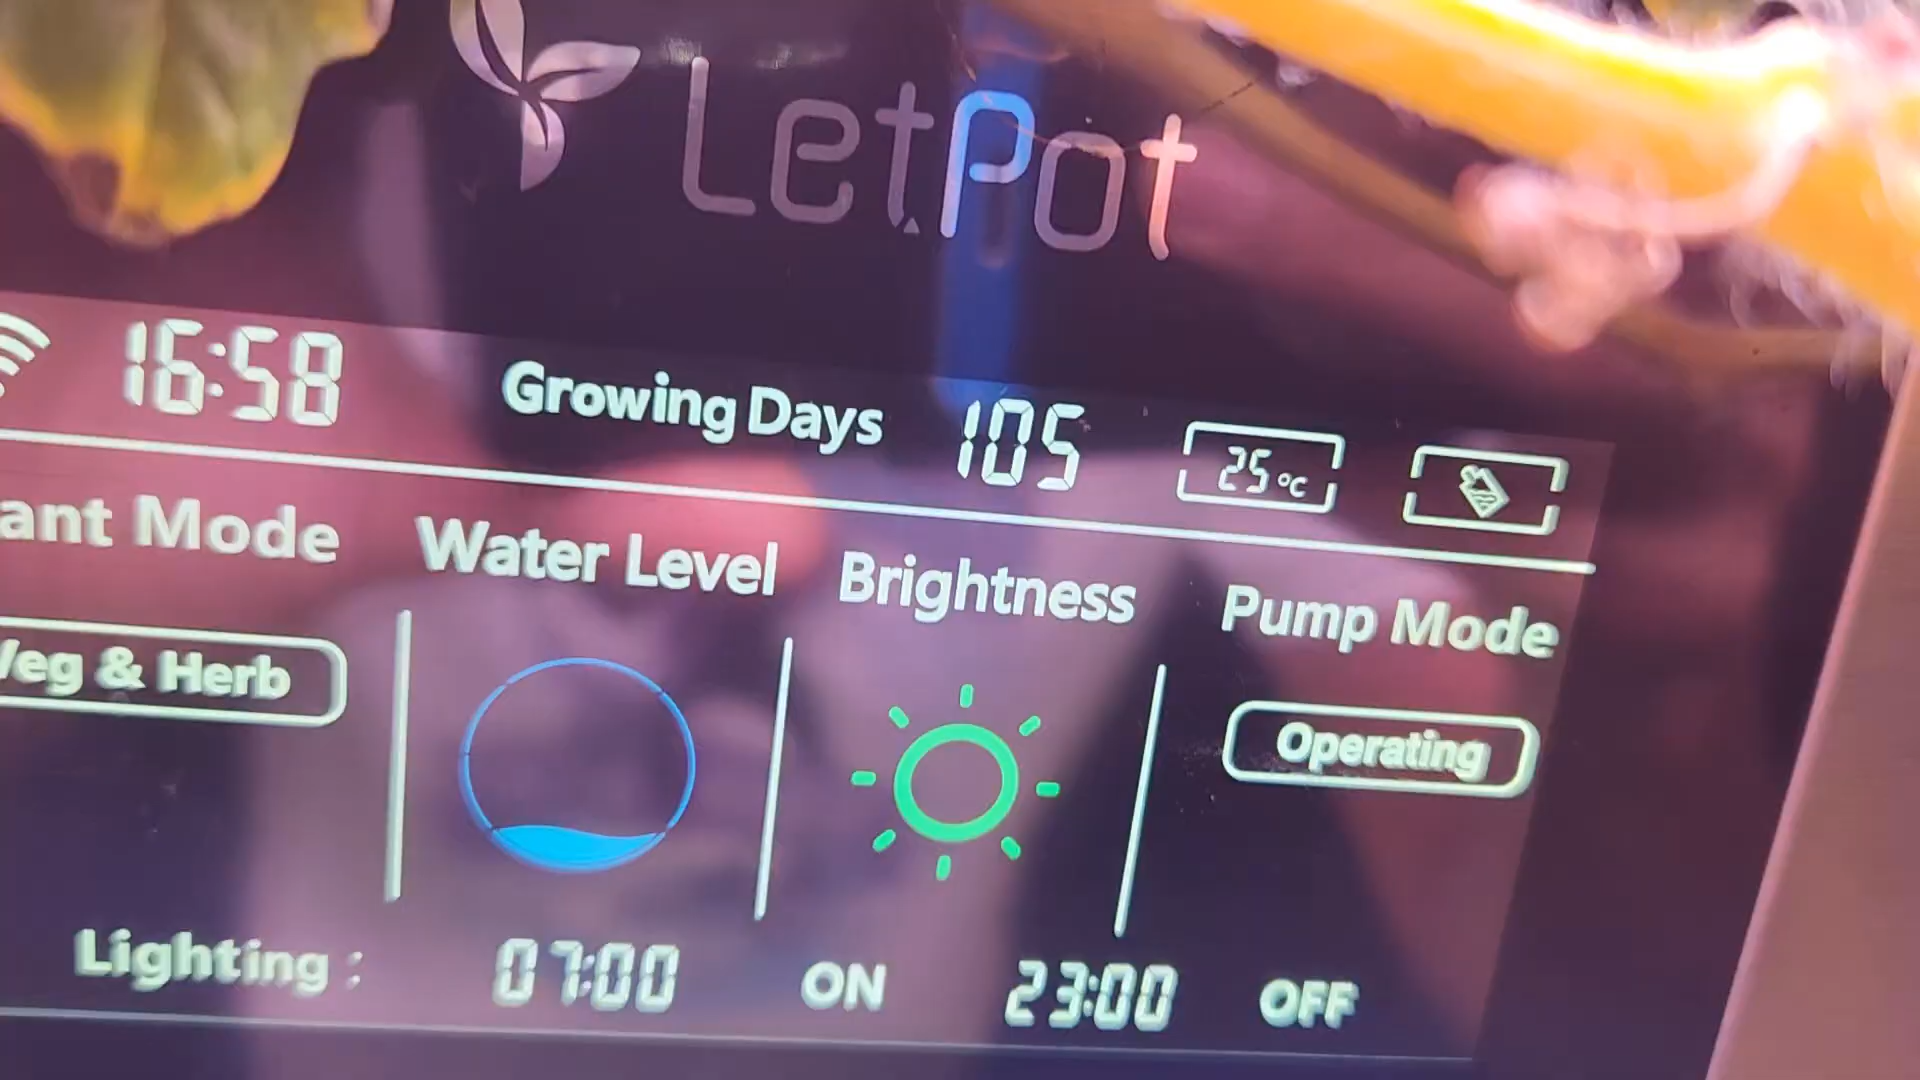 LetPot
16:58 Growing Days 105 25°C
ant Mode Water Level Brightness Pump Mode
Veg & Herb Operating
Lighting : 07:00 ON 23:00 OFF